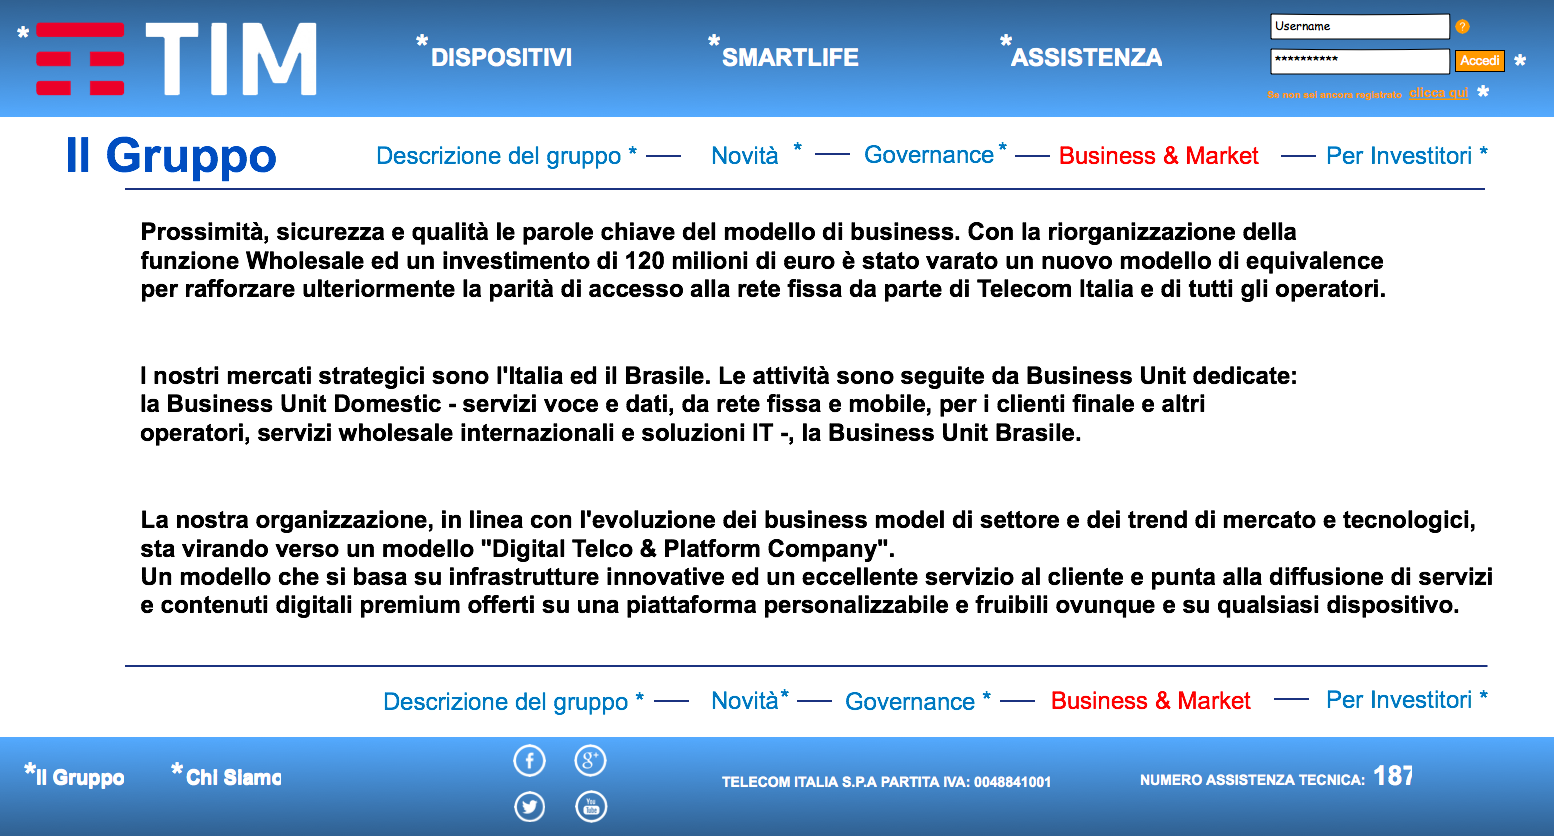 * TIM
*DISPOSITIVI
*SMARTLIFE
*ASSISTENZA
Username
?
**********
Accedi *
Se non sei ancora registrato clicca qui *
Il Gruppo
Descrizione del gruppo * — Novità * — Governance * — Business & Market — Per Investitori *
Prossimità, sicurezza e qualità le parole chiave del modello di business. Con la riorganizzazione della
funzione Wholesale ed un investimento di 120 milioni di euro è stato varato un nuovo modello di equivalence
per rafforzare ulteriormente la parità di accesso alla rete fissa da parte di Telecom Italia e di tutti gli operatori.
I nostri mercati strategici sono l'Italia ed il Brasile. Le attività sono seguite da Business Unit dedicate:
la Business Unit Domestic - servizi voce e dati, da rete fissa e mobile, per i clienti finale e altri
operatori, servizi wholesale internazionali e soluzioni IT -, la Business Unit Brasile.
La nostra organizzazione, in linea con l'evoluzione dei business model di settore e dei trend di mercato e tecnologici,
sta virando verso un modello "Digital Telco & Platform Company".
Un modello che si basa su infrastrutture innovative ed un eccellente servizio al cliente e punta alla diffusione di servizi
e contenuti digitali premium offerti su una piattaforma personalizzabile e fruibili ovunque e su qualsiasi dispositivo.
Descrizione del gruppo * — Novità* — Governance * — Business & Market — Per Investitori *
*Il Gruppo
*Chi Siamo
f
g+
You Tube
TELECOM ITALIA S.P.A PARTITA IVA: 0048841001
NUMERO ASSISTENZA TECNICA: 187